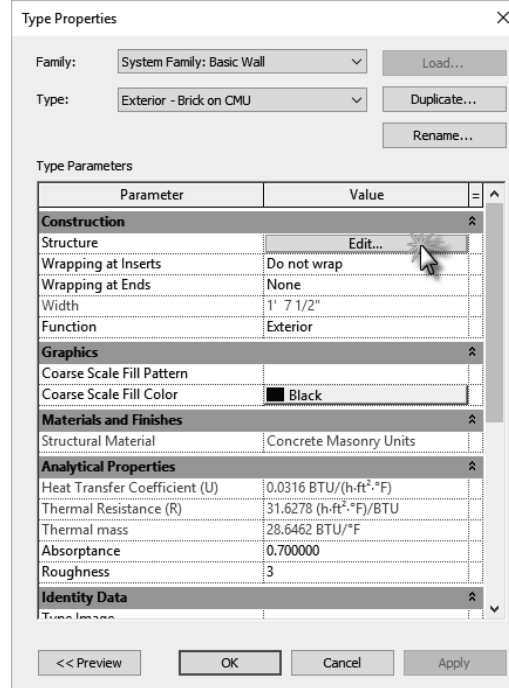 Type Properties
Family: System Family: Basic Wall Load...
Type: Exterior - Brick on CMU Duplicate...
Rename...
Type Parameters
Parameter Value =
Construction
Structure Edit...
Wrapping at Inserts Do not wrap
Wrapping at Ends None
Width 1' 7 1/2"
Function Exterior
Graphics
Coarse Scale Fill Pattern
Coarse Scale Fill Color Black
Materials and Finishes
Structural Material Concrete Masonry Units
Analytical Properties
Heat Transfer Coefficient (U) 0.0316 BTU/(h·ft²·°F)
Thermal Resistance (R) 31.6278 (h·ft²·°F)/BTU
Thermal mass 28.6462 BTU/°F
Absorptance 0.700000
Roughness 3
Identity Data
Type Image
<< Preview OK Cancel Apply